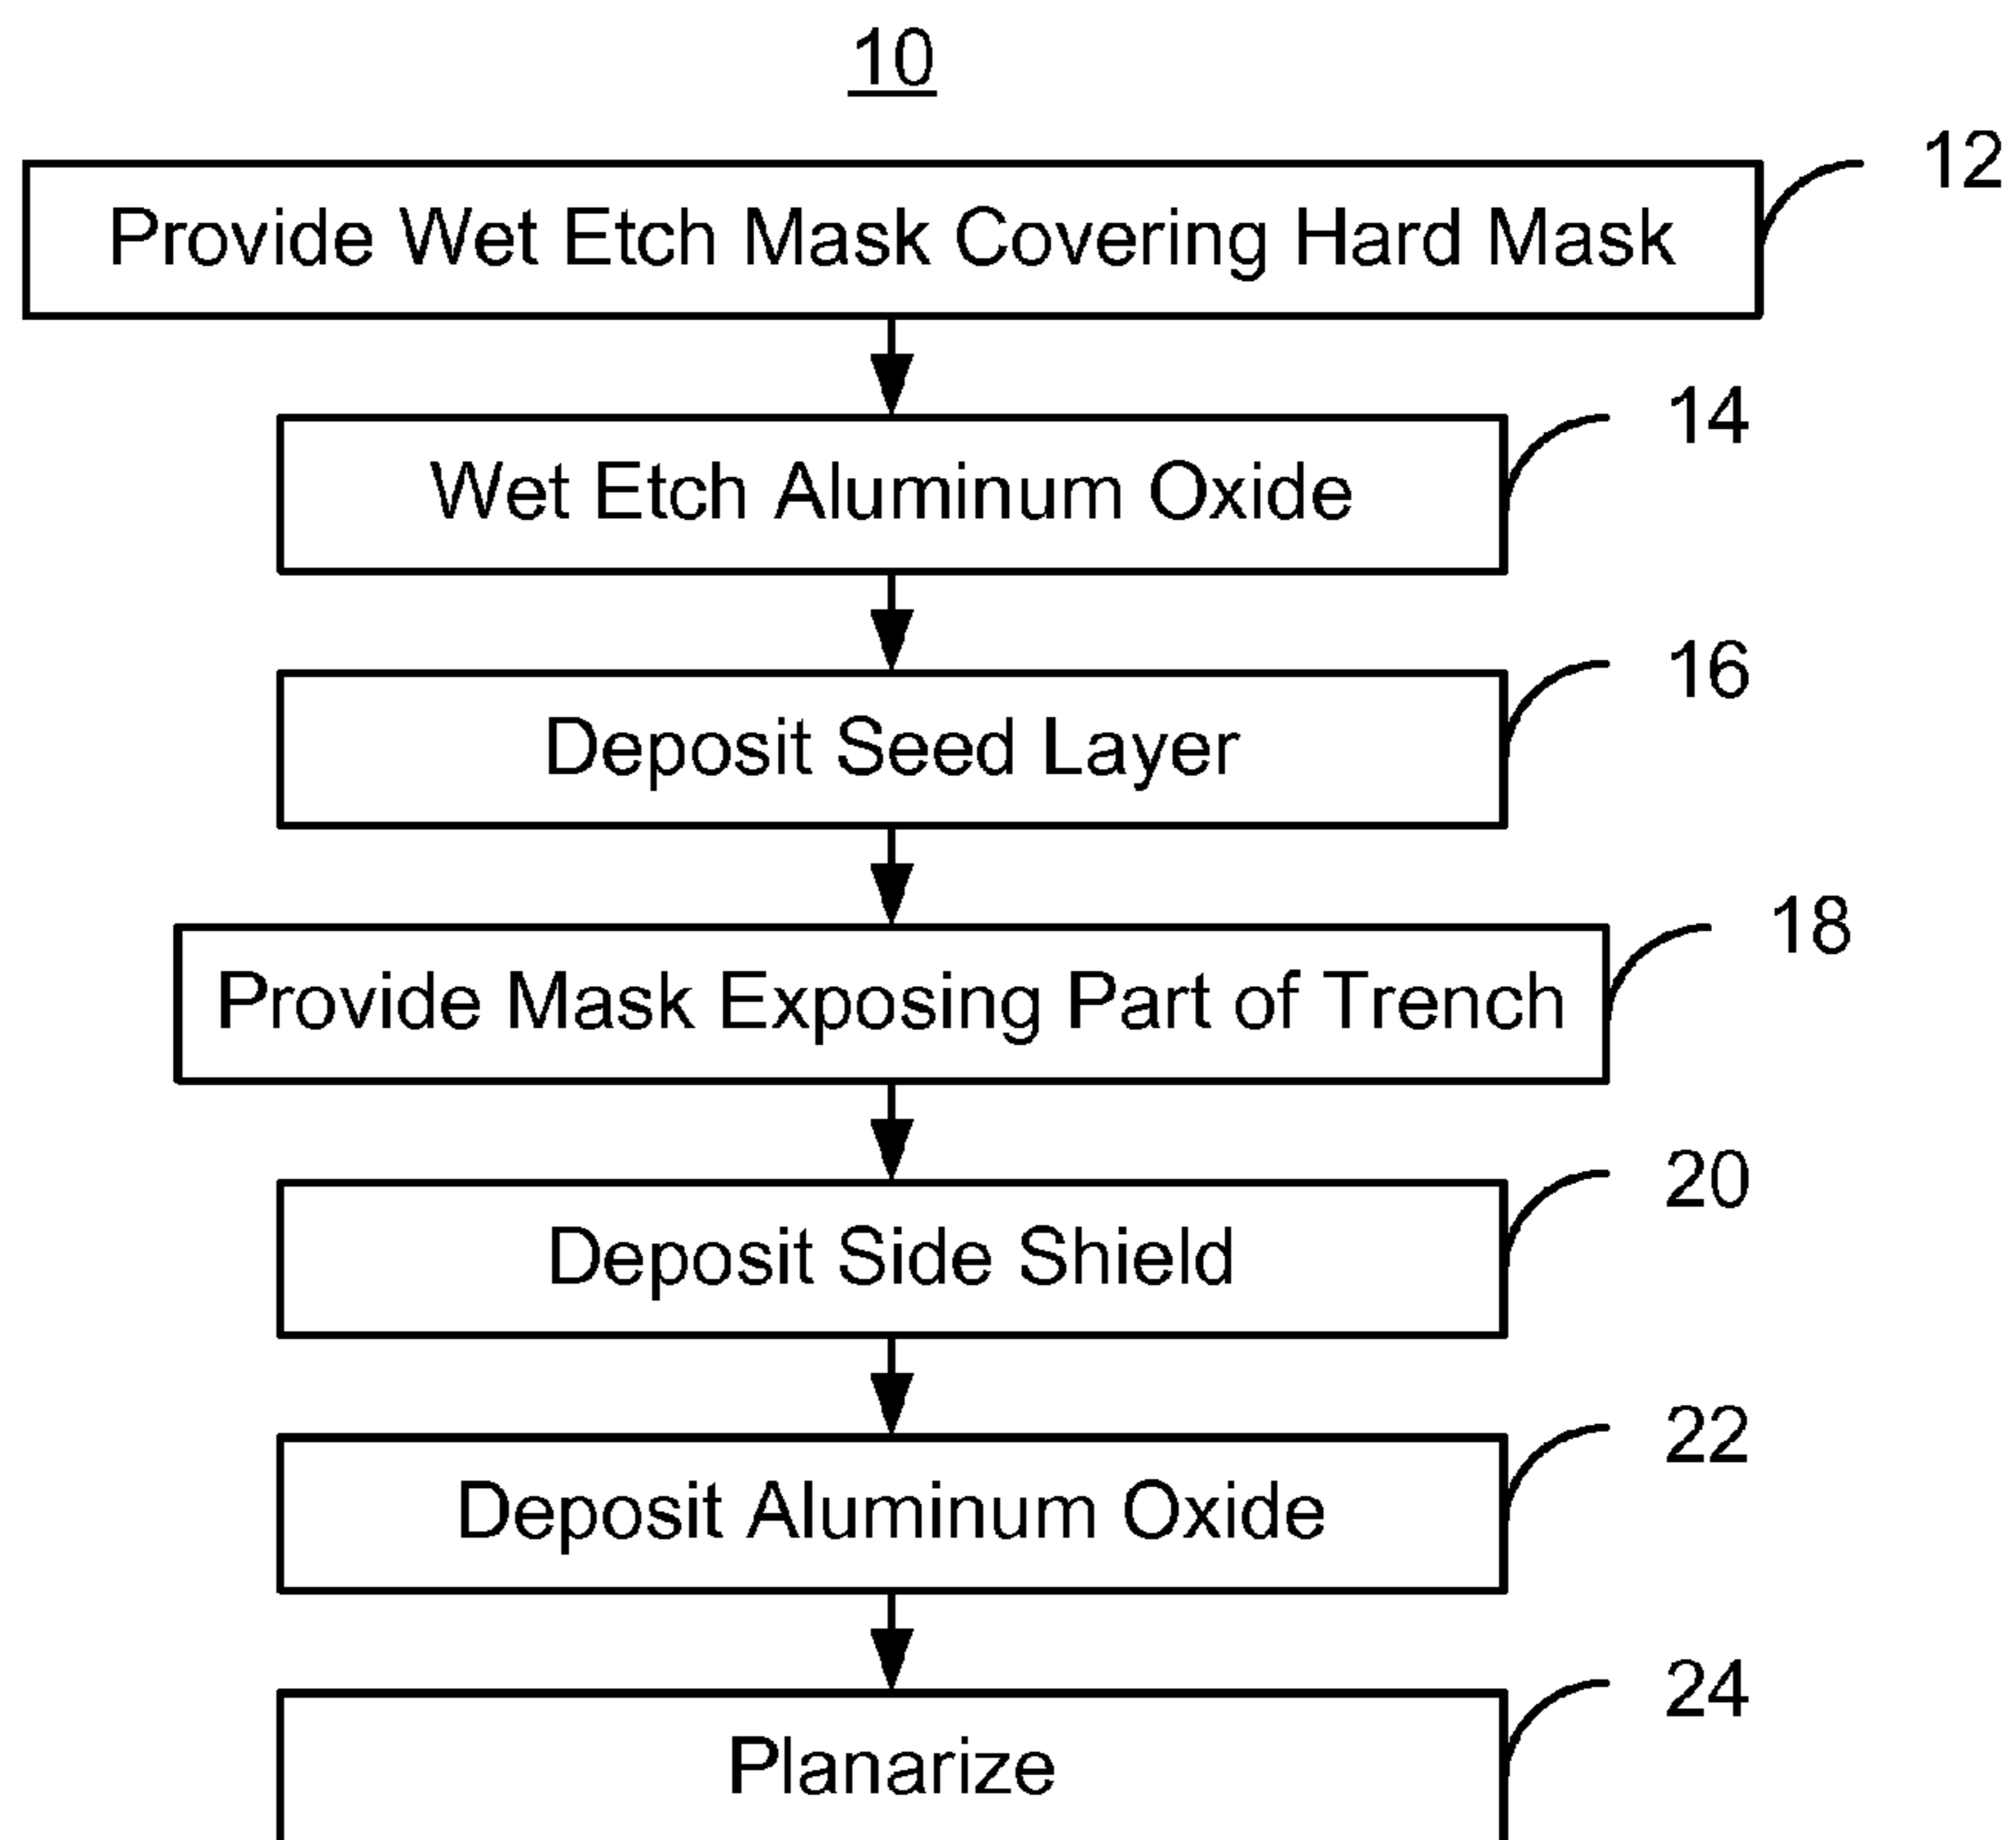 10
Provide Wet Etch Mask Covering Hard Mask
12
Wet Etch Aluminum Oxide
14
Deposit Seed Layer
16
Provide Mask Exposing Part of Trench
18
Deposit Side Shield
20
Deposit Aluminum Oxide
22
Planarize
24